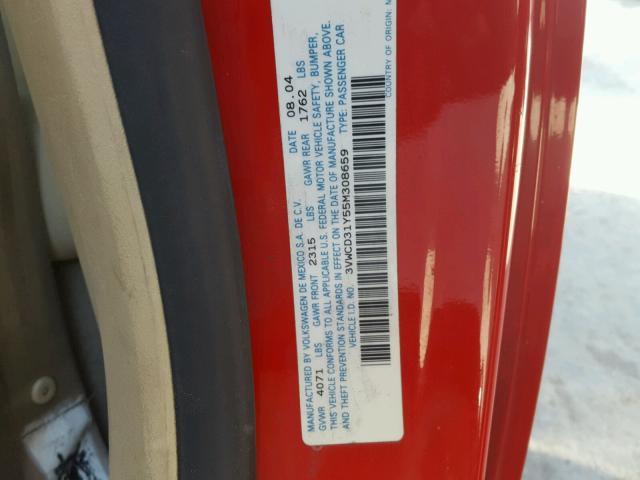 MANUFACTURED BY VOLKSWAGEN DE MEXICO S.A. DE C.V. DATE 08.04
GVWR 4071 LBS GAWR FRONT 2315 LBS GAWR REAR 1762 LBS
THIS VEHICLE CONFORMS TO ALL APPLICABLE U.S. FEDERAL MOTOR VEHICLE SAFETY, BUMPER,
AND THEFT PREVENTION STANDARDS IN EFFECT ON THE DATE OF MANUFACTURE SHOWN ABOVE.
VEHICLE I.D. NO. 3VWCD31Y55M308659 TYPE: PASSENGER CAR
COUNTRY OF ORIGIN: